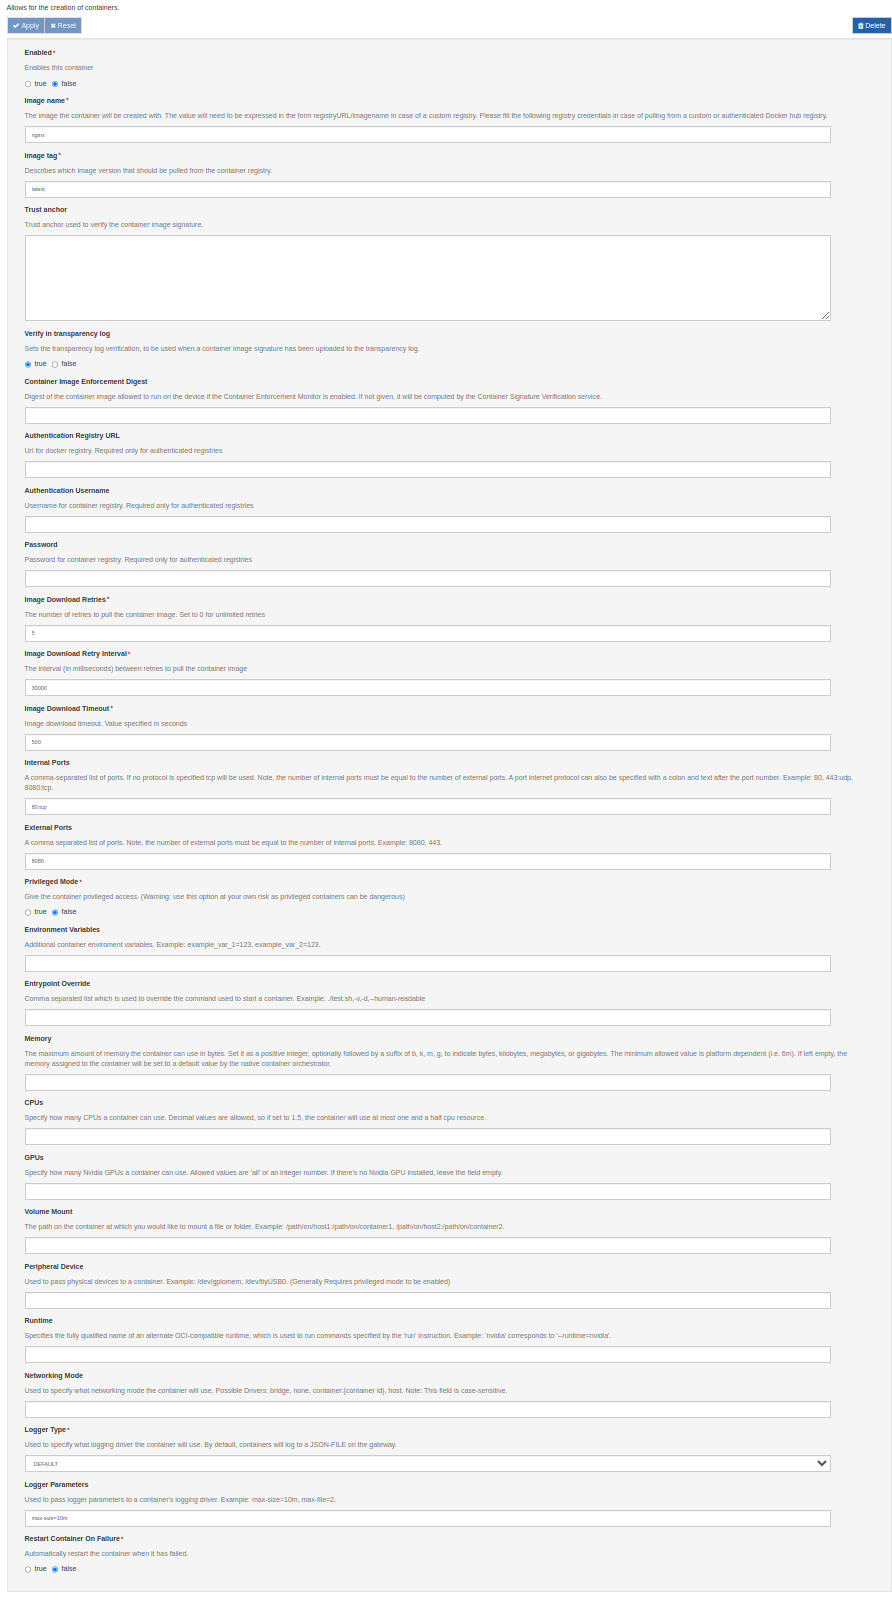 Allows for the creation of containers.
Apply Reset Delete
Enabled*
Enables this container
true false
Image name*
The image the container will be created with. The value will need to be expressed in the form registryURL/imagename in case of a custom registry. Please fill the following registry credentials in case of pulling from a custom or authenticated Docker hub registry.
nginx
Image tag*
Describes which image version that should be pulled from the container registry.
latest
Trust anchor
Trust anchor used to verify the container image signature.
Verify in transparency log
Sets the transparency log verification, to be used when a container image signature has been uploaded to the transparency log.
true false
Container Image Enforcement Digest
Digest of the container image allowed to run on the device if the Container Enforcement Monitor is enabled. If not given, it will be computed by the Container Signature Verification service.
Authentication Registry URL
Url for docker registry. Required only for authenticated registries
Authentication Username
Username for container registry. Required only for authenticated registries
Password
Password for container registry. Required only for authenticated registries
Image Download Retries*
The number of retries to pull the container image. Set to 0 for unlimited retries
5
Image Download Retry Interval*
The interval (in milliseconds) between retries to pull the container image
30000
Image Download Timeout*
Image download timeout. Value specified in seconds
500
Internal Ports
A comma-separated list of ports. If no protocol is specified tcp will be used. Note, the number of internal ports must be equal to the number of external ports. A port internet protocol can also be specified with a colon and text after the port number. Example: 80, 443:udp,
8080:tcp.
80:tcp
External Ports
A comma separated list of ports. Note, the number of external ports must be equal to the number of internal ports. Example: 8080, 443.
8080
Privileged Mode*
Give the container privileged access. (Warning: use this option at your own risk as privileged containers can be dangerous)
true false
Environment Variables
Additional container enviroment variables. Example: example_var_1=123, example_var_2=123.
Entrypoint Override
Comma separated list which is used to override the command used to start a container. Example: ./test.sh,-v,-d,--human-readable
Memory
The maximum amount of memory the container can use in bytes. Set it as a positive integer, optionally followed by a suffix of b, k, m, g, to indicate bytes, kilobytes, megabytes, or gigabytes. The minimum allowed value is platform dependent (i.e. 6m). If left empty, the
memory assigned to the container will be set to a default value by the native container orchestrator.
CPUs
Specify how many CPUs a container can use. Decimal values are allowed, so if set to 1.5, the container will use at most one and a half cpu resource.
GPUs
Specify how many Nvidia GPUs a container can use. Allowed values are 'all' or an integer number. If there's no Nvidia GPU installed, leave the field empty.
Volume Mount
The path on the container at which you would like to mount a file or folder. Example: /path/on/host1:/path/on/container1, /path/on/host2:/path/on/container2.
Peripheral Device
Used to pass physical devices to a container. Example: /dev/gpiomem, /dev/ttyUSB0. (Generally Requires privileged mode to be enabled)
Runtime
Specifies the fully qualified name of an alternate OCI-compatible runtime, which is used to run commands specified by the 'run' instruction. Example: 'nvidia' corresponds to '--runtime=nvidia'.
Networking Mode
Used to specify what networking mode the container will use. Possible Drivers: bridge, none, container:{container id}, host. Note: This field is case-sensitive.
Logger Type*
Used to specify what logging driver the container will use. By default, containers will log to a JSON-FILE on the gateway.
DEFAULT
Logger Parameters
Used to pass logger parameters to a container's logging driver. Example: max-size=10m, max-file=2.
max-size=10m
Restart Container On Failure*
Automatically restart the container when it has failed.
true false